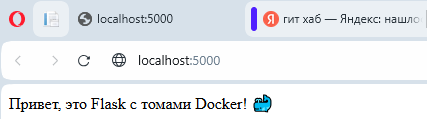 localhost:5000
гит хаб — Яндекс: нашло
localhost:5000
Привет, это Flask с томами Docker! 🐳